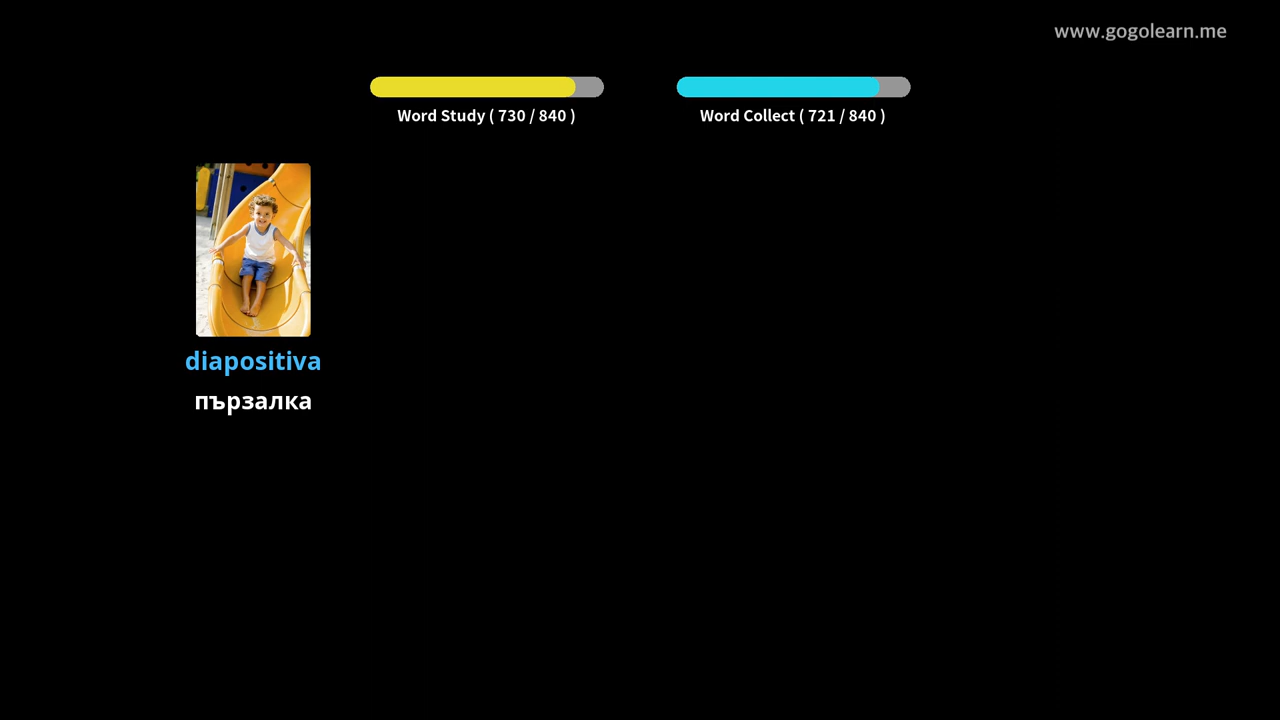 www.gogolearn.me
Word Study ( 730 / 840 )
Word Collect ( 721 / 840 )
diapositiva
пързалка